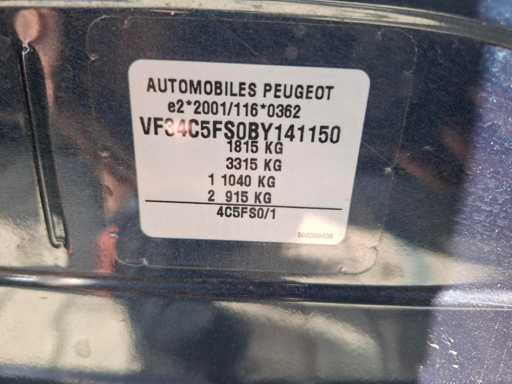 AUTOMOBILES PEUGEOT
e2*2001/116*0362
VF34C5FS0BY141150
1815 KG
3315 KG
1 1040 KG
2 915 KG
4C5FS0/1